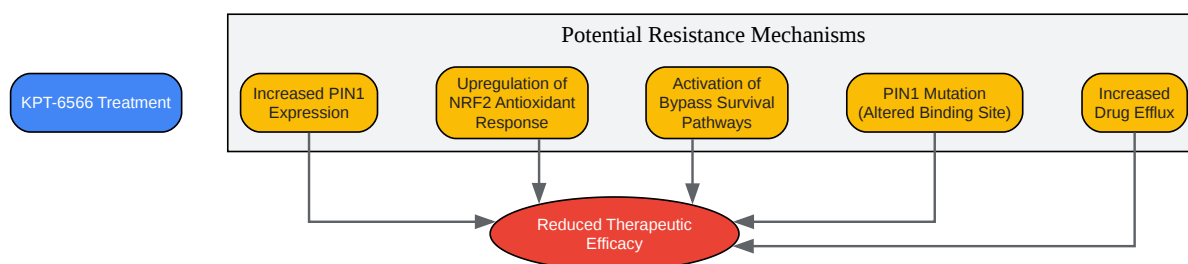 Potential Resistance Mechanisms
KPT-6566 Treatment
Increased PIN1
Expression
Upregulation of
NRF2 Antioxidant
Response
Activation of
Bypass Survival
Pathways
PIN1 Mutation
(Altered Binding Site)
Increased
Drug Efflux
Reduced Therapeutic
Efficacy